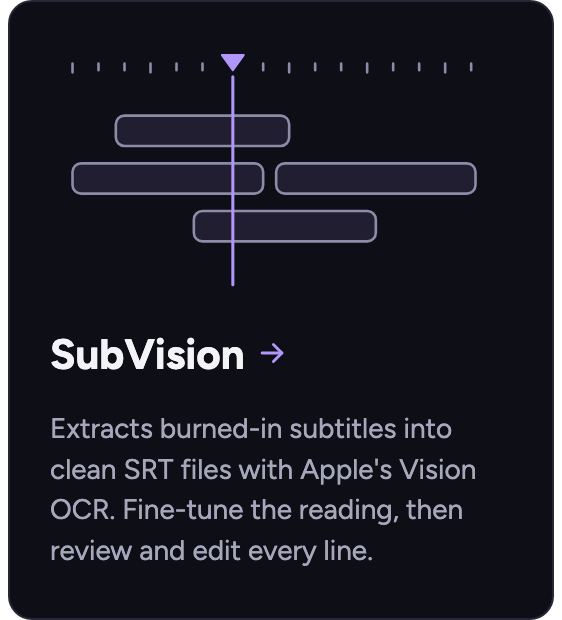 SubVision →
Extracts burned-in subtitles into
clean SRT files with Apple's Vision
OCR. Fine-tune the reading, then
review and edit every line.